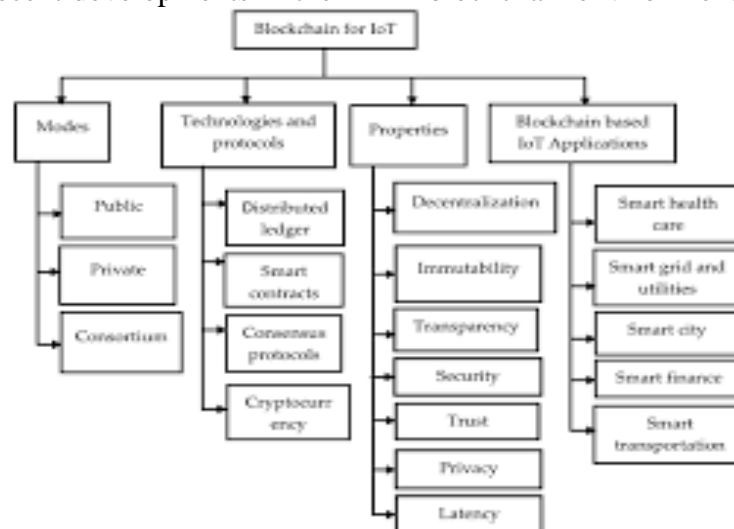 Blockchain for IoT
Modes
Technologies and
protocols
Properties
Blockchain based
IoT Applications
Public
Private
Consortium
Distributed
ledger
Smart
contracts
Consensus
protocols
Cryptocurr
ency
Decentralization
Immutability
Transparency
Security
Trust
Privacy
Latency
Smart health
care
Smart grid and
utilities
Smart city
Smart finance
Smart
transportation